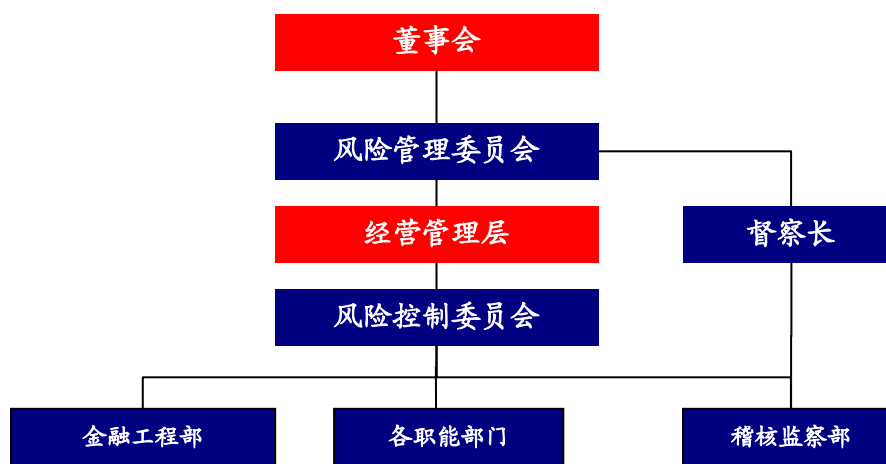 董事会
风险管理委员会
经营管理层
督察长
风险控制委员会
金融工程部
各职能部门
稽核监察部